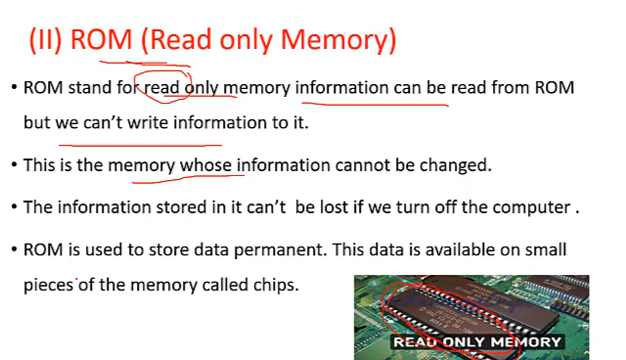 (II) ROM (Read only Memory)
• ROM stand for read only memory information can be read from ROM
but we can't write information to it.
• This is the memory whose information cannot be changed.
• The information stored in it can't be lost if we turn off the computer .
• ROM is used to store data permanent. This data is available on small
pieces of the memory called chips.
READ ONLY MEMORY